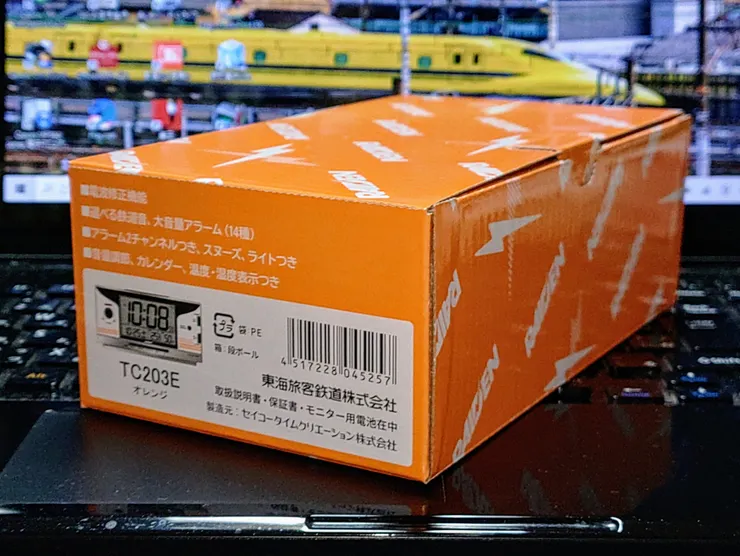 ■電波修正機能
■選べる鉄道音、大音量アラーム (14種)
■アラーム2チャンネルつき、スヌーズ、ライトつき
■音量調節、カレンダー、温度・湿度表示つき
10:08
プラ
袋:PE
箱:段ボール
4517228045257
TC203E
オレンジ
東海旅客鉄道株式会社
取扱説明書・保証書・モニター用電池在中
製造元:セイコータイムクリエーション株式会社
RAIDEN
RAIDEN
RAIDEN
RAIDEN
RAIDEN
RAIDEN